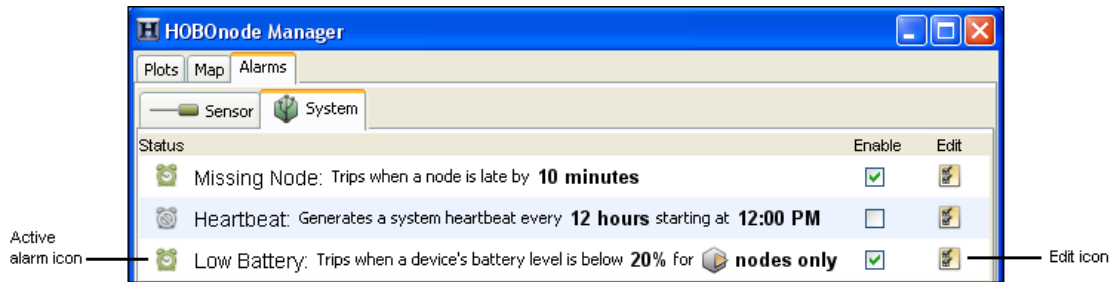 HOBOnode Manager
Plots Map Alarms
Sensor System
Status Enable Edit
Missing Node: Trips when a node is late by 10 minutes
Heartbeat: Generates a system heartbeat every 12 hours starting at 12:00 PM
Active
alarm icon
Low Battery: Trips when a device's battery level is below 20% for nodes only
Edit icon